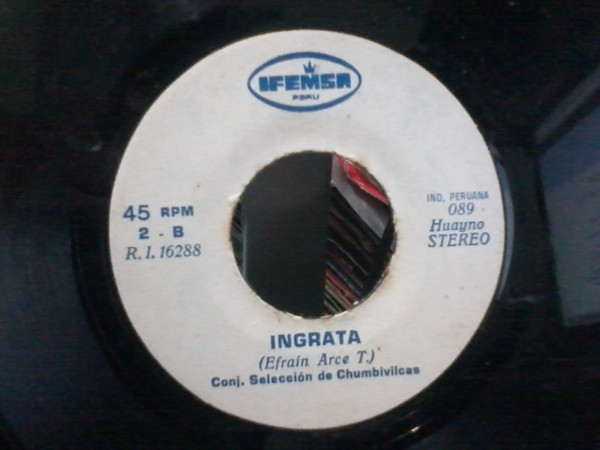 IFEMSA
PERU
45 RPM
2 - B
R. I. 16288
IND. PERUANA
089
Huayno
STEREO
INGRATA
(Efraín Arce T.)
Conj. Selección de Chumbivilcas